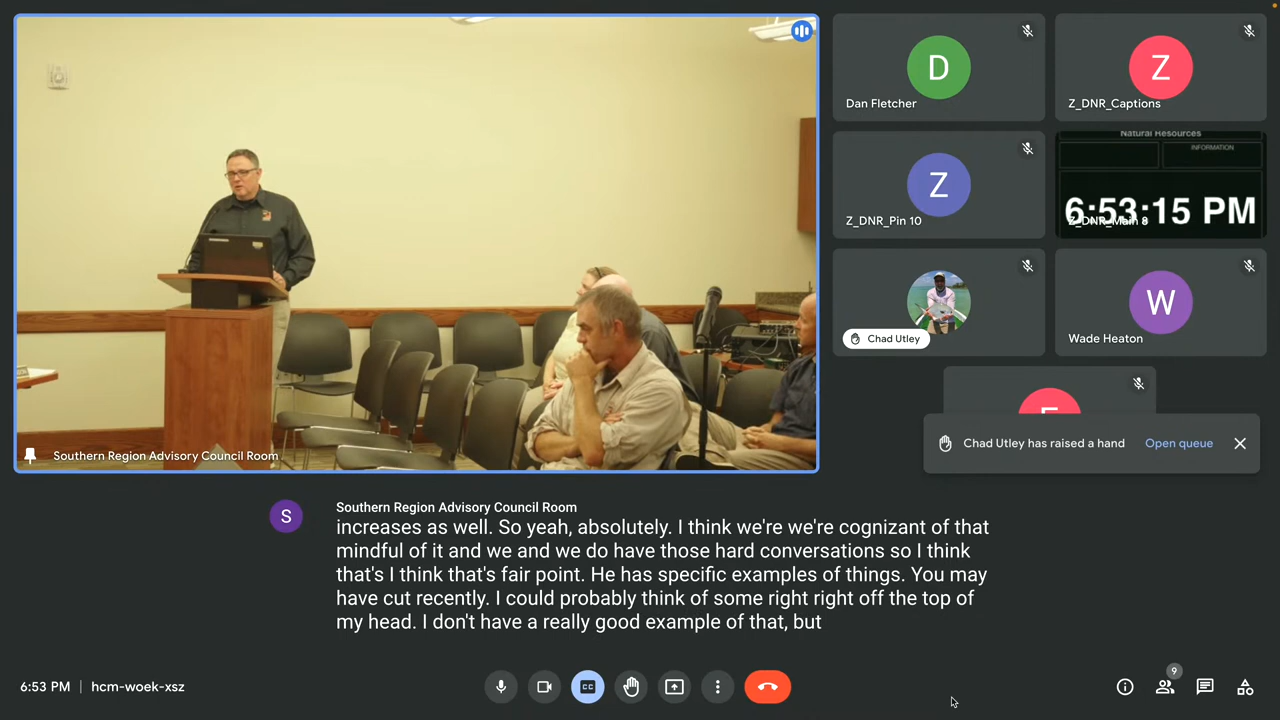 Southern Region Advisory Council Room
D
Dan Fletcher
Z
Z_DNR_Captions
Z
Z_DNR_Pin 10
Natural Resources
INFORMATION
6:53:15 PM
Z_DNR_Main 8
Chad Utley
W
Wade Heaton
Chad Utley has raised a hand
Open queue
S
Southern Region Advisory Council Room
increases as well. So yeah, absolutely. I think we're we're cognizant of that
mindful of it and we and we do have those hard conversations so I think
that's I think that's fair point. He has specific examples of things. You may
have cut recently. I could probably think of some right right off the top of
my head. I don't have a really good example of that, but
6:53 PM
hcm-woek-xsz
CC
9